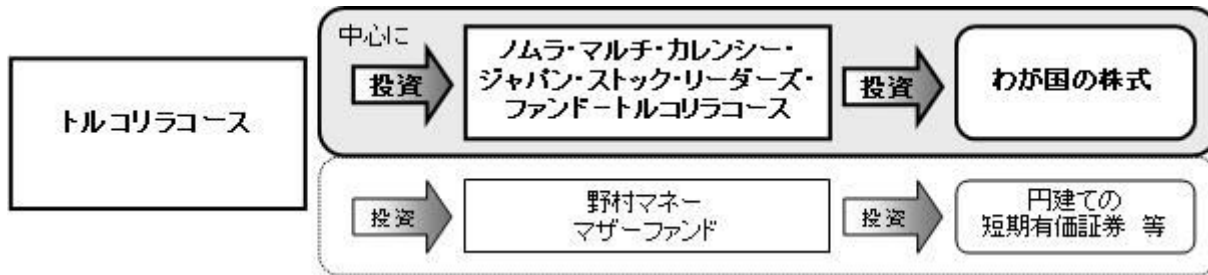 トルコリラコース
中心に
投資
ノムラ・マルチ・カレンシー・
ジャパン・ストック・リーダーズ・
ファンド－トルコリラコース
投資
わが国の株式
投資
野村マネー
マザーファンド
投資
円建ての
短期有価証券 等